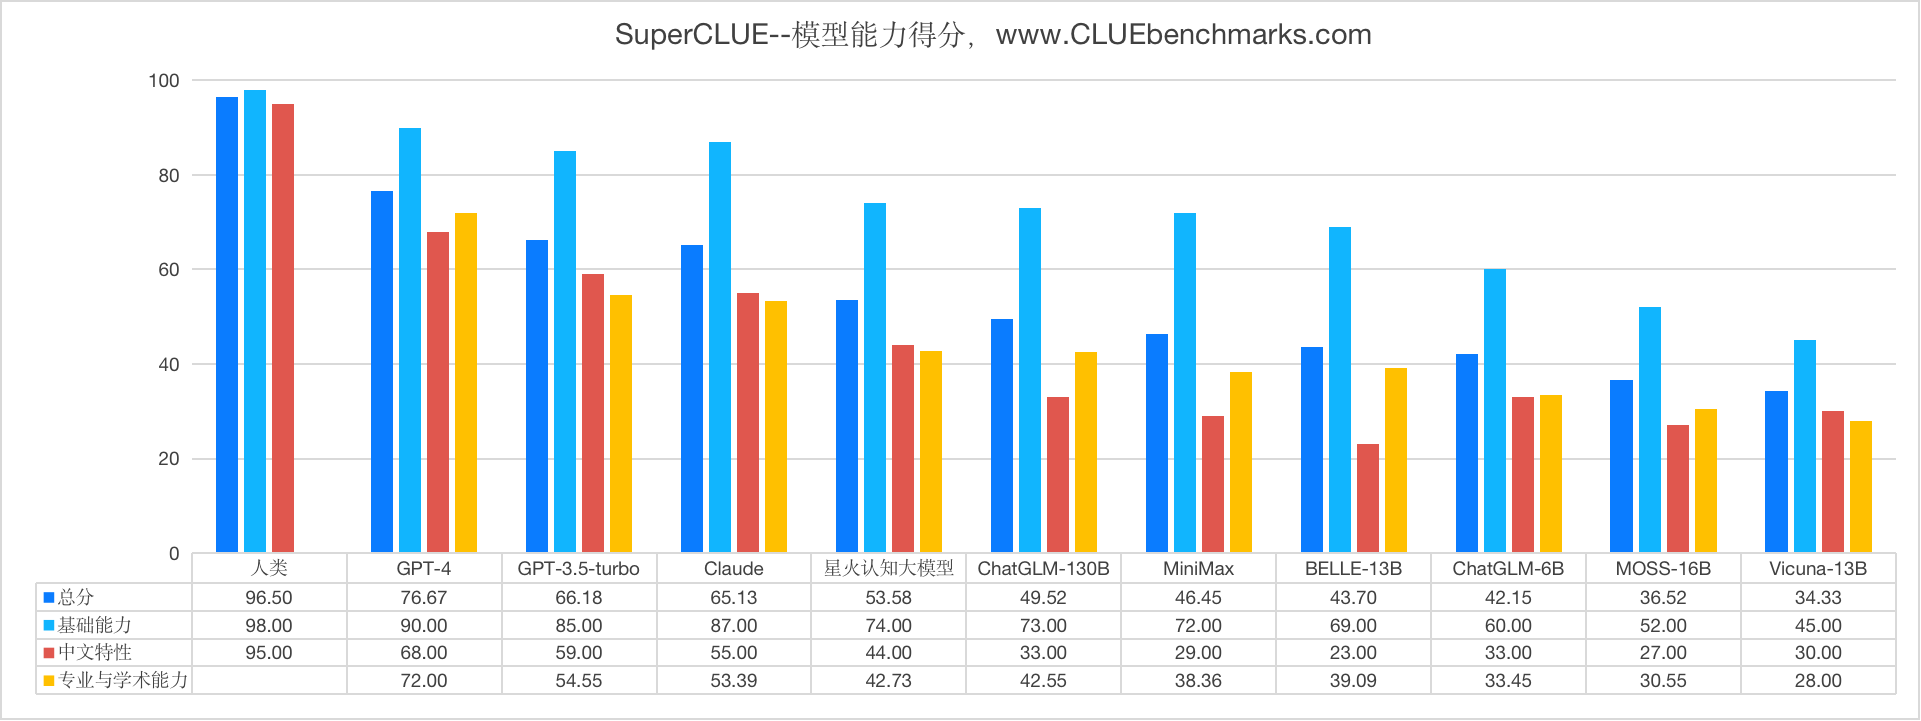 SuperCLUE--模型能力得分，www.CLUEbenchmarks.com
100
80
60
40
20
0
人类 GPT-4 GPT-3.5-turbo Claude 星火认知大模型 ChatGLM-130B MiniMax BELLE-13B ChatGLM-6B MOSS-16B Vicuna-13B
总分 96.50 76.67 66.18 65.13 53.58 49.52 46.45 43.70 42.15 36.52 34.33
基础能力 98.00 90.00 85.00 87.00 74.00 73.00 72.00 69.00 60.00 52.00 45.00
中文特性 95.00 68.00 59.00 55.00 44.00 33.00 29.00 23.00 33.00 27.00 30.00
专业与学术能力 72.00 54.55 53.39 42.73 42.55 38.36 39.09 33.45 30.55 28.00